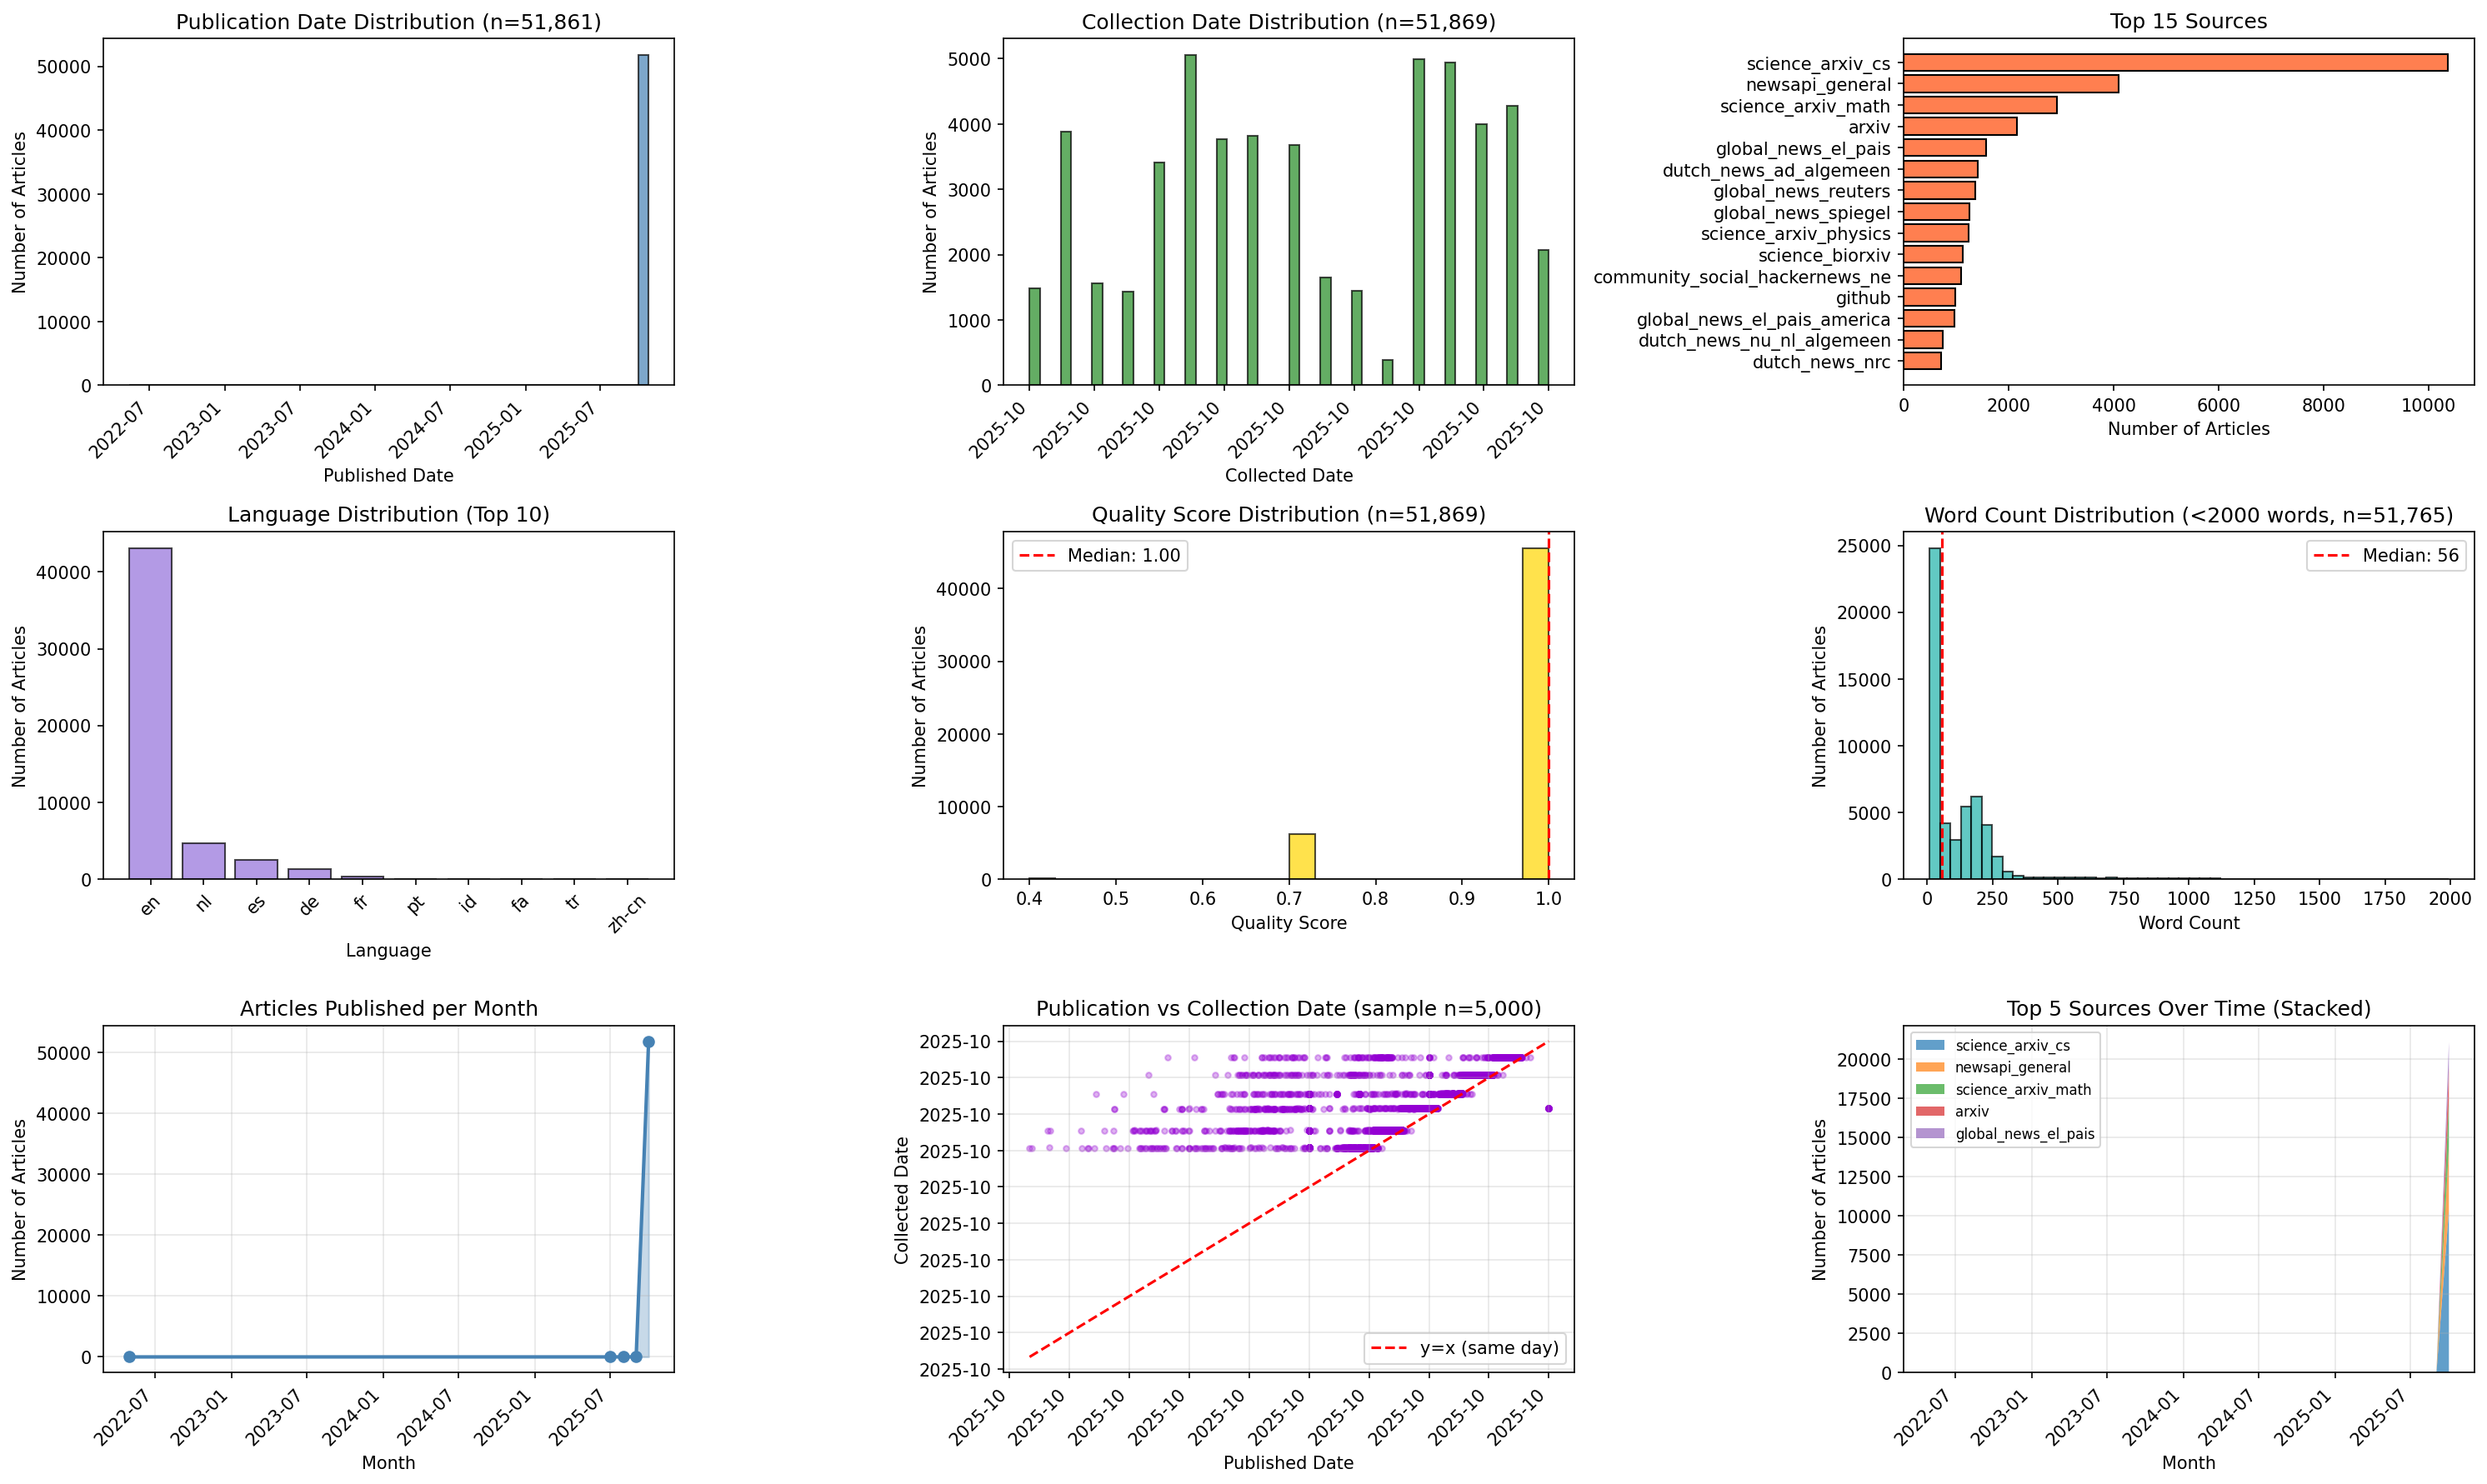 Publication Date Distribution (n=51,861)
Number of Articles
50000
40000
30000
20000
10000
0
2022-07
2023-01
2023-07
2024-01
2024-07
2025-01
2025-07
Published Date
Collection Date Distribution (n=51,869)
Number of Articles
5000
4000
3000
2000
1000
0
2025-10
2025-10
2025-10
2025-10
2025-10
2025-10
2025-10
2025-10
2025-10
Collected Date
Top 15 Sources
science_arxiv_cs
newsapi_general
science_arxiv_math
arxiv
global_news_el_pais
dutch_news_ad_algemeen
global_news_reuters
global_news_spiegel
science_arxiv_physics
science_biorxiv
community_social_hackernews_ne
github
global_news_el_pais_america
dutch_news_nu_nl_algemeen
dutch_news_nrc
0
2000
4000
6000
8000
10000
Number of Articles
Language Distribution (Top 10)
Number of Articles
40000
30000
20000
10000
0
en
nl
es
de
fr
pt
id
fa
tr
zh-cn
Language
Quality Score Distribution (n=51,869)
Median: 1.00
Number of Articles
40000
30000
20000
10000
0
0.4
0.5
0.6
0.7
0.8
0.9
1.0
Quality Score
Word Count Distribution (<2000 words, n=51,765)
Median: 56
Number of Articles
25000
20000
15000
10000
5000
0
0
250
500
750
1000
1250
1500
1750
2000
Word Count
Articles Published per Month
Number of Articles
50000
40000
30000
20000
10000
0
2022-07
2023-01
2023-07
2024-01
2024-07
2025-01
2025-07
Month
Publication vs Collection Date (sample n=5,000)
Collected Date
2025-10
2025-10
2025-10
2025-10
2025-10
2025-10
2025-10
2025-10
2025-10
2025-10
y=x (same day)
2025-10
2025-10
2025-10
2025-10
2025-10
2025-10
2025-10
2025-10
2025-10
2025-10
Published Date
Top 5 Sources Over Time (Stacked)
science_arxiv_cs
newsapi_general
science_arxiv_math
arxiv
global_news_el_pais
Number of Articles
20000
17500
15000
12500
10000
7500
5000
2500
0
2022-07
2023-01
2023-07
2024-01
2024-07
2025-01
2025-07
Month